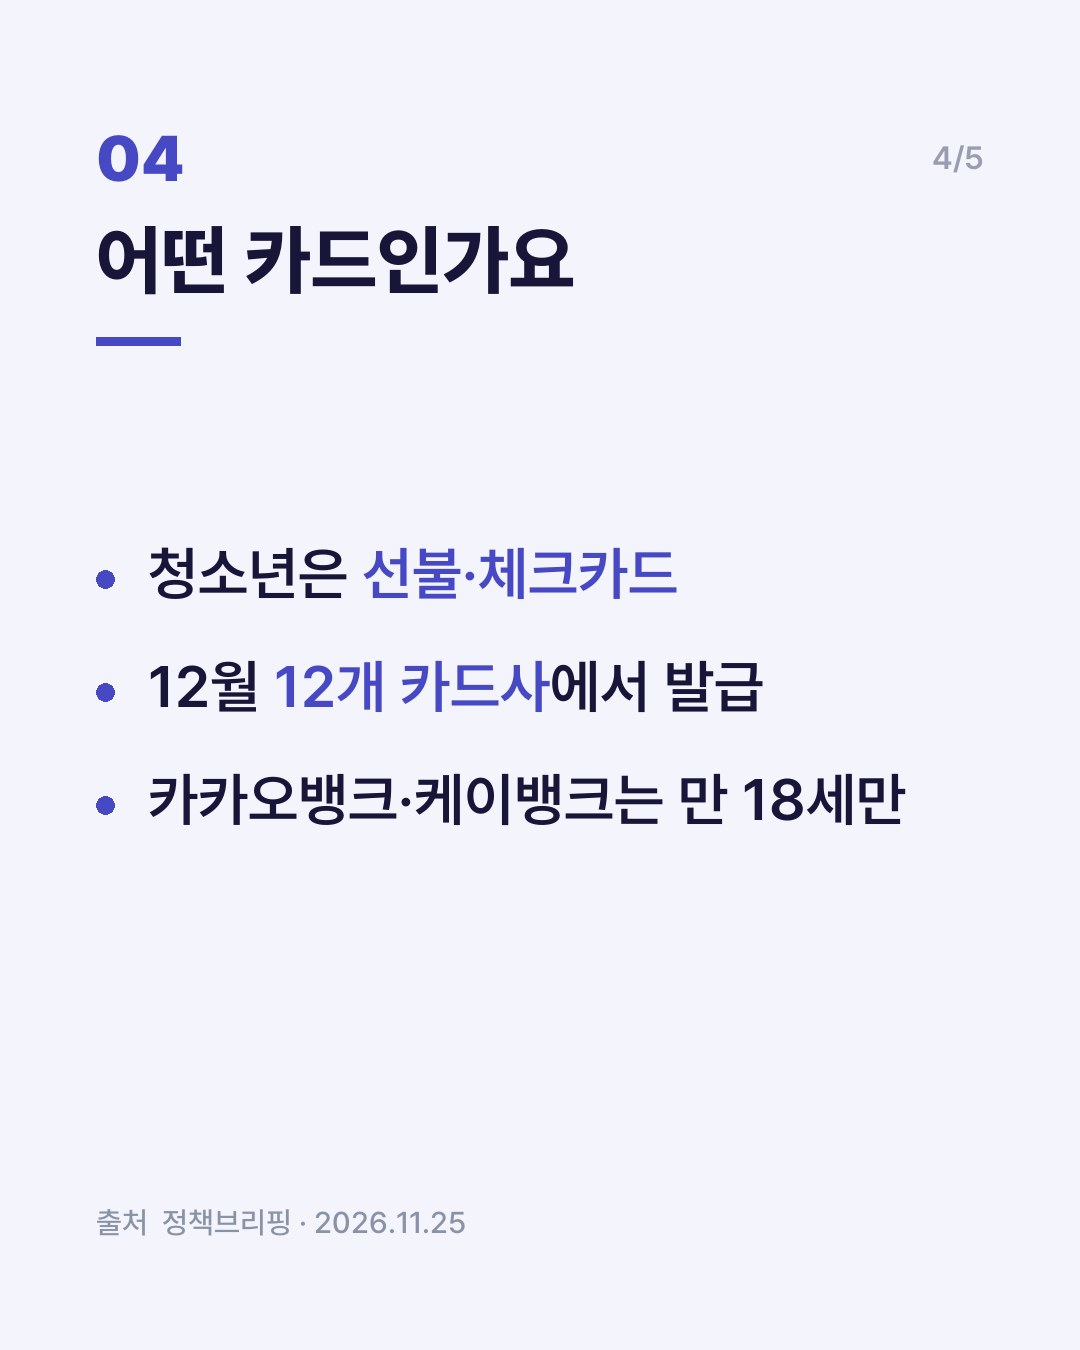 04
4/5
어떤 카드인가요
• 청소년은 선불·체크카드
• 12월 12개 카드사에서 발급
• 카카오뱅크·케이뱅크는 만 18세만
출처 정책브리핑 · 2026.11.25